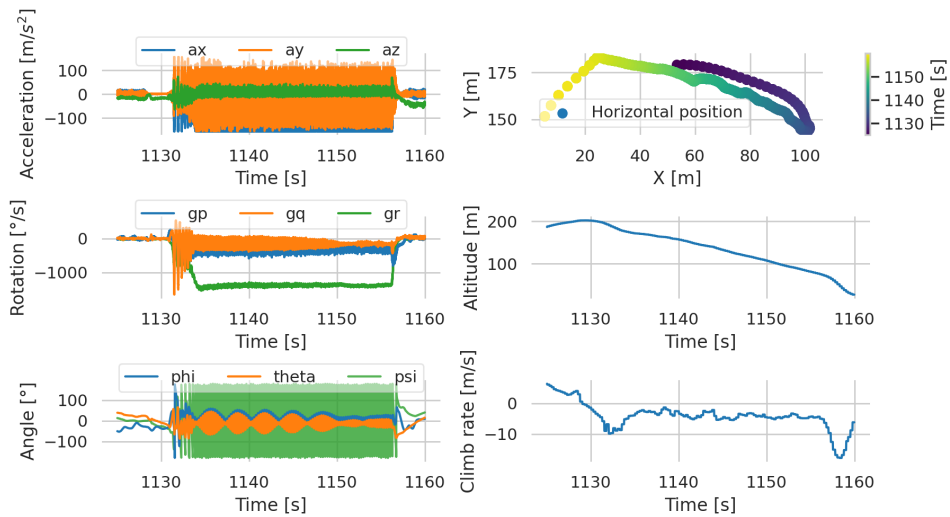 Acceleration [m/s²]
ax ay az
100
0
−100
1130 1140 1150 1160
Time [s]
Y [m]
175
150
Horizontal position
20 40 60 80 100
X [m]
1150
1140
1130
Time [s]
Rotation [°/s]
gp gq gr
0
−1000
1130 1140 1150 1160
Time [s]
Altitude [m]
200
100
1130 1140 1150 1160
Time [s]
Angle [°]
phi theta psi
100
0
−100
1130 1140 1150 1160
Time [s]
Climb rate [m/s]
0
−10
1130 1140 1150 1160
Time [s]